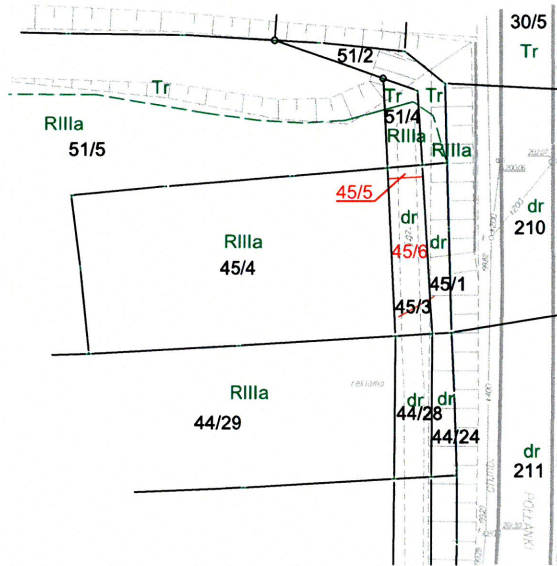 30/5
Tr
51/2
Tr
Tr
Tr
51/4
RIIIa
RIIIa
RIIIa
51/5
45/5
dr
45/6
dr
dr
210
RIIIa
45/4
45/1
45/3
reklama
RIIIa
44/29
dr
dr
44/28
44/24
dr
211